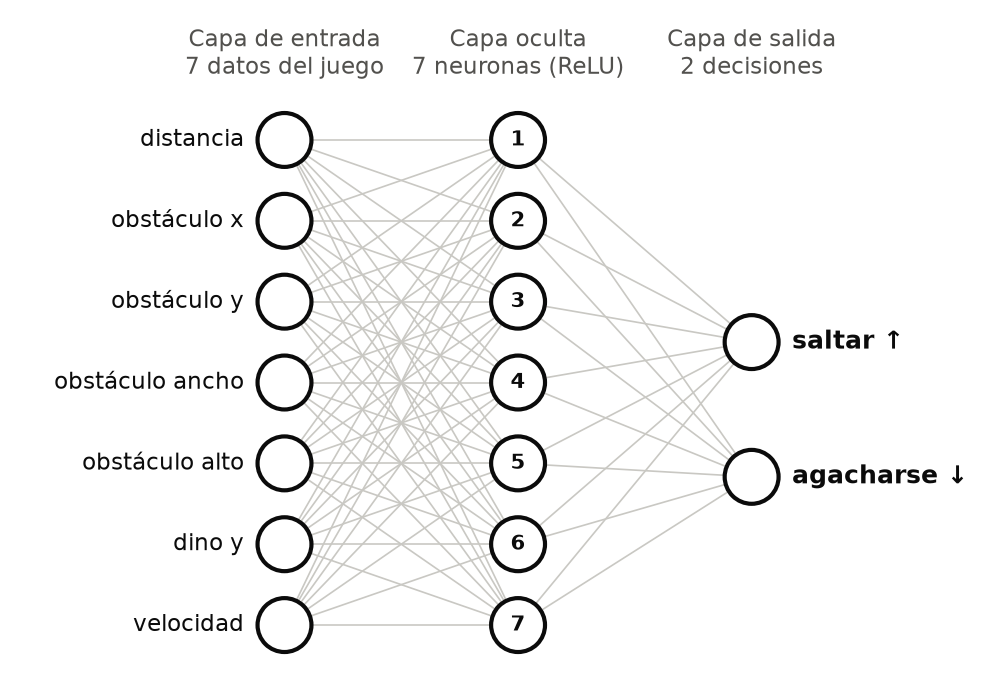 Capa de entrada
7 datos del juego
Capa oculta
7 neuronas (ReLU)
Capa de salida
2 decisiones
distancia
obstáculo x
obstáculo y
obstáculo ancho
obstáculo alto
dino y
velocidad
1
2
3
4
5
6
7
saltar ↑
agacharse ↓